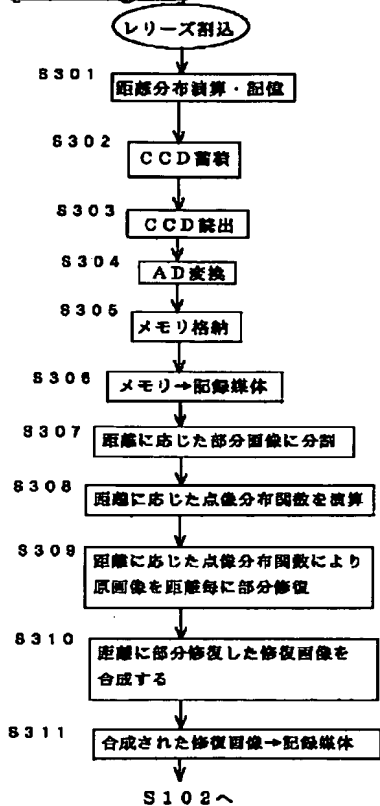 レリーズ割込
S301
距離分布演算・記憶
S302
CCD蓄積
S303
CCD読出
S304
AD変換
S305
メモリ格納
S306
メモリ→記録媒体
S307
距離に応じた部分画像に分割
S308
距離に応じた点像分布関数を演算
S309
距離に応じた点像分布関数により
原画像を距離毎に部分修復
S310
距離に部分修復した修復画像を
合成する
S311
合成された修復画像→記録媒体
S102へ